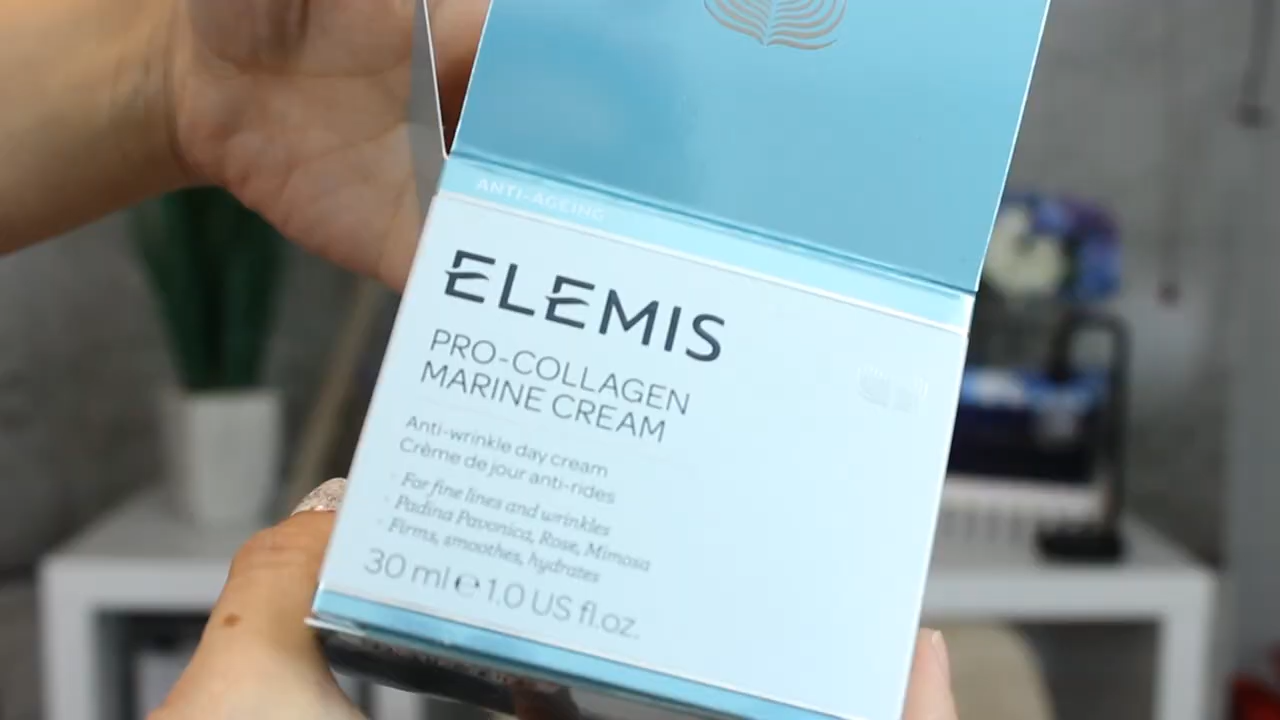 ANTI-AGEING
ELEMIS
PRO-COLLAGEN
MARINE CREAM
Anti-wrinkle day cream
Crème de jour anti-rides
For fine lines and wrinkles
Padina Pavonica, Rose, Mimosa
Firms, smoothes, hydrates
30 ml ℮ 1.0 US fl.oz.